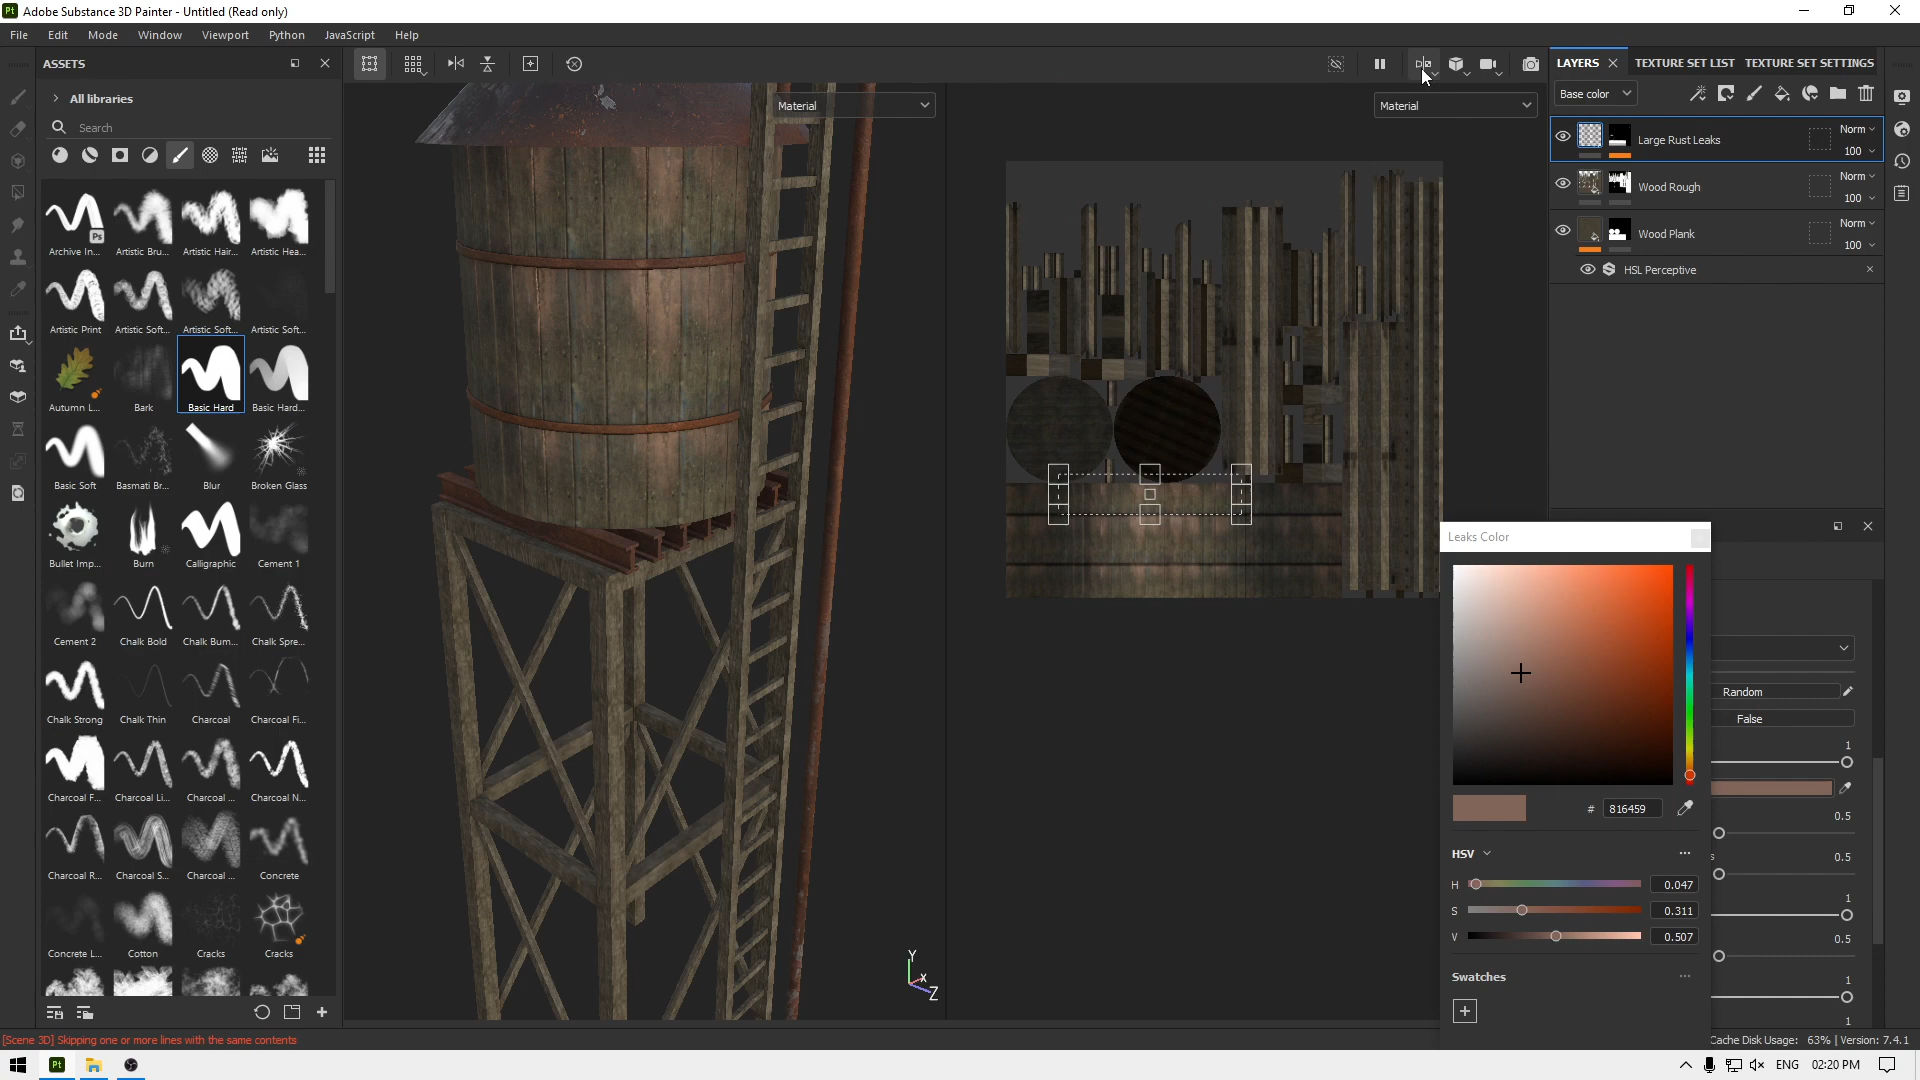 Adobe Substance 3D Painter - Untitled (Read only)
File Edit Mode Window Viewport Python JavaScript Help
ASSETS
All libraries
Search
Archive In... Artistic Bru... Artistic Hair... Artistic Hea...
Artistic Print Artistic Soft... Artistic Soft... Artistic Soft...
Autumn L... Bark Basic Hard Basic Hard...
Basic Soft Basmati Br... Blur Broken Glass
Bullet Imp... Burn Calligraphic Cement 1
Cement 2 Chalk Bold Chalk Bum... Chalk Spre...
Chalk Strong Chalk Thin Charcoal Charcoal Fi...
Charcoal F... Charcoal Li... Charcoal ... Charcoal N...
Charcoal R... Charcoal S... Charcoal ... Concrete
Concrete L... Cotton Cracks Cracks
Material
Material
Y
X
Z
LAYERS TEXTURE SET LIST TEXTURE SET SETTINGS
Base color
Large Rust Leaks Norm 100
Wood Rough Norm 100
Wood Plank Norm 100
HSL Perceptive
Leaks Color
# 816459
HSV
H 0.047
S 0.311
V 0.507
Swatches
Random
False
1
0.5
s 0.5
1
0.5
1
1
[Scene 3D] Skipping one or more lines with the same contents
Cache Disk Usage: 63% | Version: 7.4.1
ENG 02:20 PM